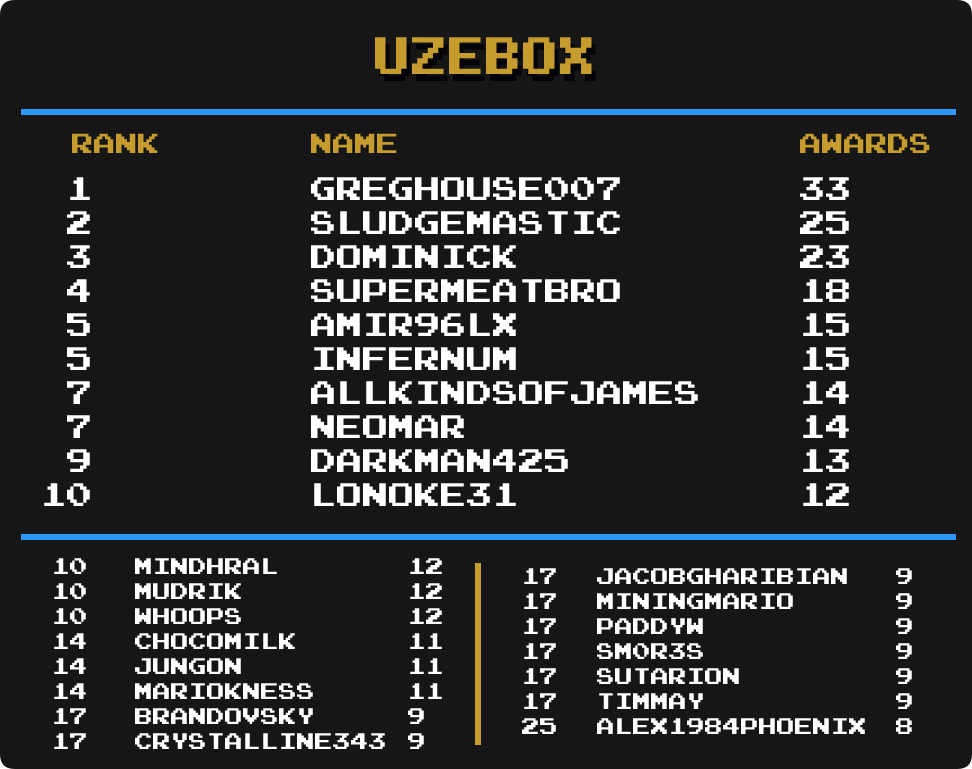 UZEBOX
RANK NAME AWARDS
1 GREGHOUSE007 33
2 SLUDGEMASTIC 25
3 DOMINICK 23
4 SUPERMEATBRO 18
5 AMIR96LX 15
5 INFERNUM 15
7 ALLKINDSOFJAMES 14
7 NEOMAR 14
9 DARKMAN425 13
10 LONOKE31 12
10 MINDHRAL 12
10 MUDRIK 12
10 WHOOPS 12
14 CHOCOMILK 11
14 JUNGON 11
14 MARIOKNESS 11
17 BRANDOVSKY 9
17 CRYSTALLINE343 9
17 JACOBGHARIBIAN 9
17 MININGMARIO 9
17 PADDYW 9
17 SMOR3S 9
17 SUTARION 9
17 TIMMAY 9
25 ALEX1984PHOENIX 8